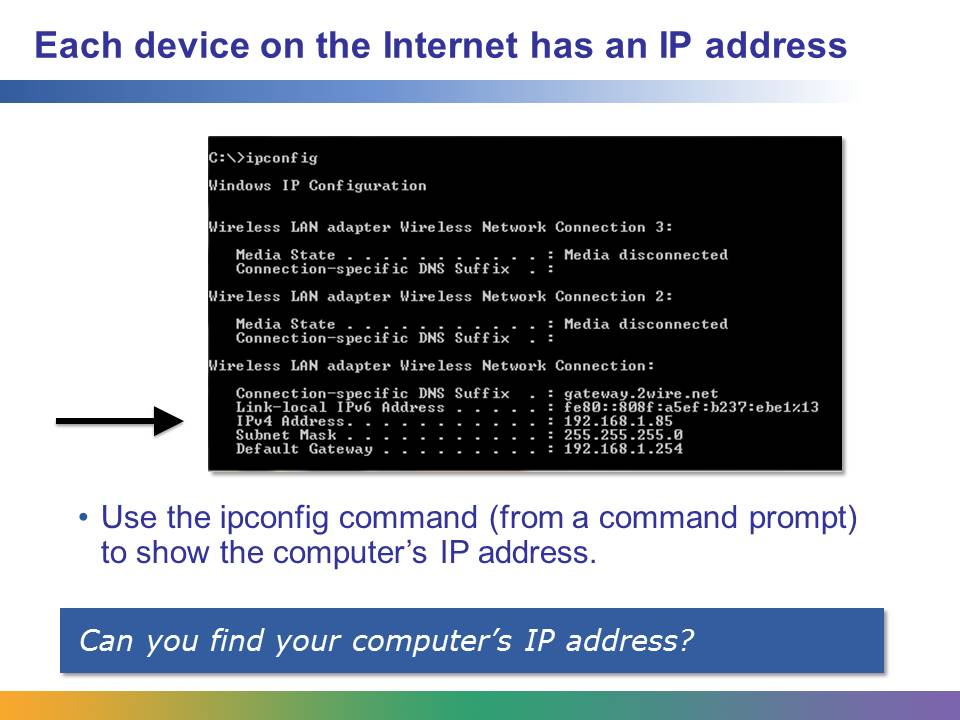 Each device on the Internet has an IP address
C:\>ipconfig
Windows IP Configuration
Wireless LAN adapter Wireless Network Connection 3:
Media State . . . . . . . . . . . : Media disconnected
Connection-specific DNS Suffix  . :
Wireless LAN adapter Wireless Network Connection 2:
Media State . . . . . . . . . . . : Media disconnected
Connection-specific DNS Suffix  . :
Wireless LAN adapter Wireless Network Connection:
Connection-specific DNS Suffix  . : gateway.2wire.net
Link-local IPv6 Address . . . . . : fe80::808f:a5ef:b237:ebe1%13
IPv4 Address. . . . . . . . . . . : 192.168.1.85
Subnet Mask . . . . . . . . . . . : 255.255.255.0
Default Gateway . . . . . . . . . : 192.168.1.254
• Use the ipconfig command (from a command prompt)
to show the computer’s IP address.
Can you find your computer’s IP address?